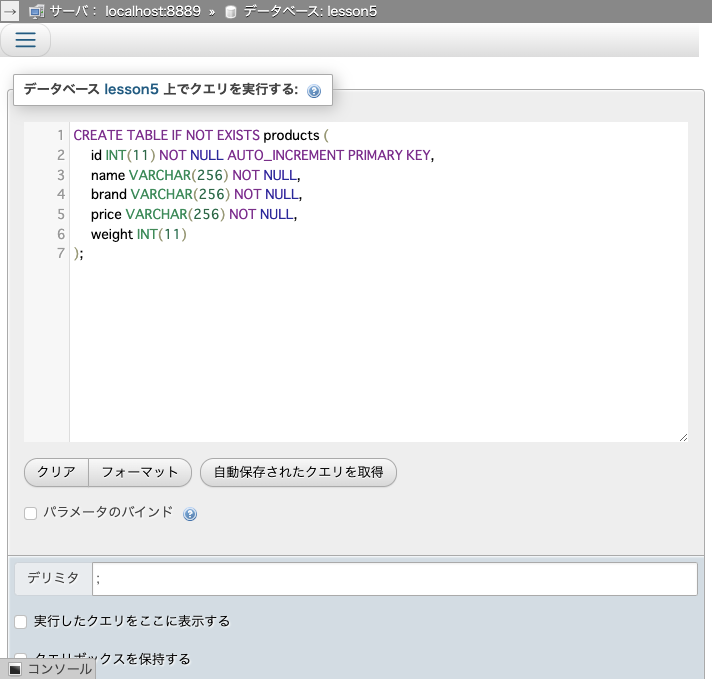 サーバ： localhost:8889 » データベース: lesson5
データベース lesson5 上でクエリを実行する:
1 CREATE TABLE IF NOT EXISTS products (
2 id INT(11) NOT NULL AUTO_INCREMENT PRIMARY KEY,
3 name VARCHAR(256) NOT NULL,
4 brand VARCHAR(256) NOT NULL,
5 price VARCHAR(256) NOT NULL,
6 weight INT(11)
7 );
クリア フォーマット 自動保存されたクエリを取得
パラメータのバインド
デリミタ ;
実行したクエリをここに表示する
クエリボックスを保持する
コンソール